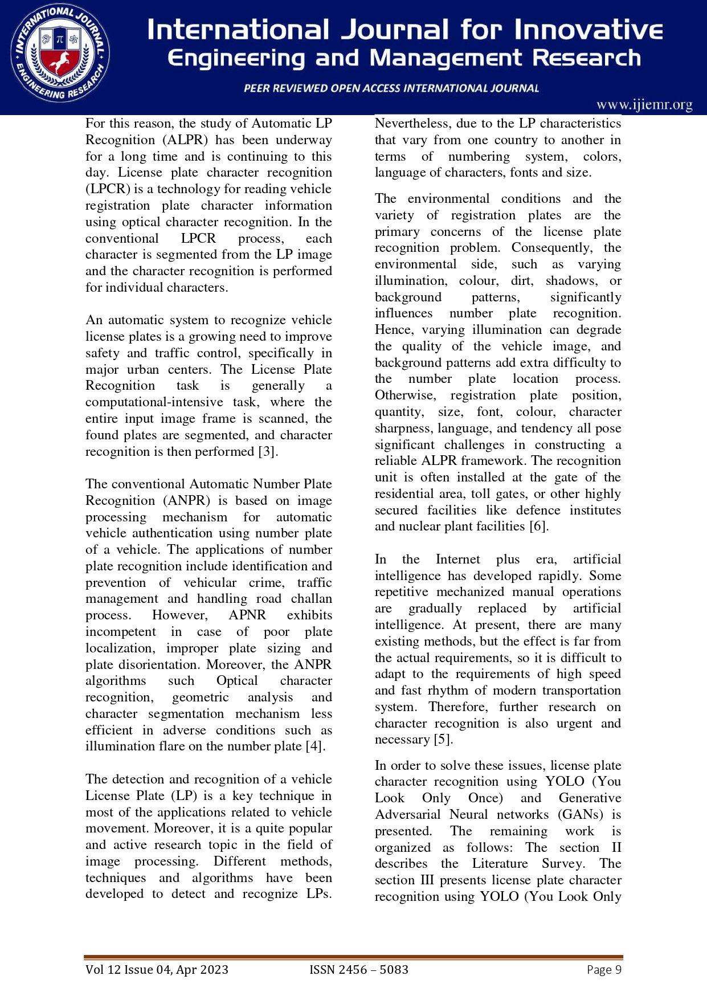 INTERNATIONAL JOURNAL
ENGINEERING RESEARCH
π
International Journal for Innovative
Engineering and Management Research
PEER REVIEWED OPEN ACCESS INTERNATIONAL JOURNAL
www.ijiemr.org
For this reason, the study of Automatic LP
Recognition (ALPR) has been underway
for a long time and is continuing to this
day. License plate character recognition
(LPCR) is a technology for reading vehicle
registration plate character information
using optical character recognition. In the
conventional LPCR process, each
character is segmented from the LP image
and the character recognition is performed
for individual characters.
An automatic system to recognize vehicle
license plates is a growing need to improve
safety and traffic control, specifically in
major urban centers. The License Plate
Recognition task is generally a
computational-intensive task, where the
entire input image frame is scanned, the
found plates are segmented, and character
recognition is then performed [3].
The conventional Automatic Number Plate
Recognition (ANPR) is based on image
processing mechanism for automatic
vehicle authentication using number plate
of a vehicle. The applications of number
plate recognition include identification and
prevention of vehicular crime, traffic
management and handling road challan
process. However, APNR exhibits
incompetent in case of poor plate
localization, improper plate sizing and
plate disorientation. Moreover, the ANPR
algorithms such Optical character
recognition, geometric analysis and
character segmentation mechanism less
efficient in adverse conditions such as
illumination flare on the number plate [4].
The detection and recognition of a vehicle
License Plate (LP) is a key technique in
most of the applications related to vehicle
movement. Moreover, it is a quite popular
and active research topic in the field of
image processing. Different methods,
techniques and algorithms have been
developed to detect and recognize LPs.
Nevertheless, due to the LP characteristics
that vary from one country to another in
terms of numbering system, colors,
language of characters, fonts and size.
The environmental conditions and the
variety of registration plates are the
primary concerns of the license plate
recognition problem. Consequently, the
environmental side, such as varying
illumination, colour, dirt, shadows, or
background patterns, significantly
influences number plate recognition.
Hence, varying illumination can degrade
the quality of the vehicle image, and
background patterns add extra difficulty to
the number plate location process.
Otherwise, registration plate position,
quantity, size, font, colour, character
sharpness, language, and tendency all pose
significant challenges in constructing a
reliable ALPR framework. The recognition
unit is often installed at the gate of the
residential area, toll gates, or other highly
secured facilities like defence institutes
and nuclear plant facilities [6].
In the Internet plus era, artificial
intelligence has developed rapidly. Some
repetitive mechanized manual operations
are gradually replaced by artificial
intelligence. At present, there are many
existing methods, but the effect is far from
the actual requirements, so it is difficult to
adapt to the requirements of high speed
and fast rhythm of modern transportation
system. Therefore, further research on
character recognition is also urgent and
necessary [5].
In order to solve these issues, license plate
character recognition using YOLO (You
Look Only Once) and Generative
Adversarial Neural networks (GANs) is
presented. The remaining work is
organized as follows: The section II
describes the Literature Survey. The
section III presents license plate character
recognition using YOLO (You Look Only
Vol 12 Issue 04, Apr 2023 ISSN 2456 – 5083 Page 9